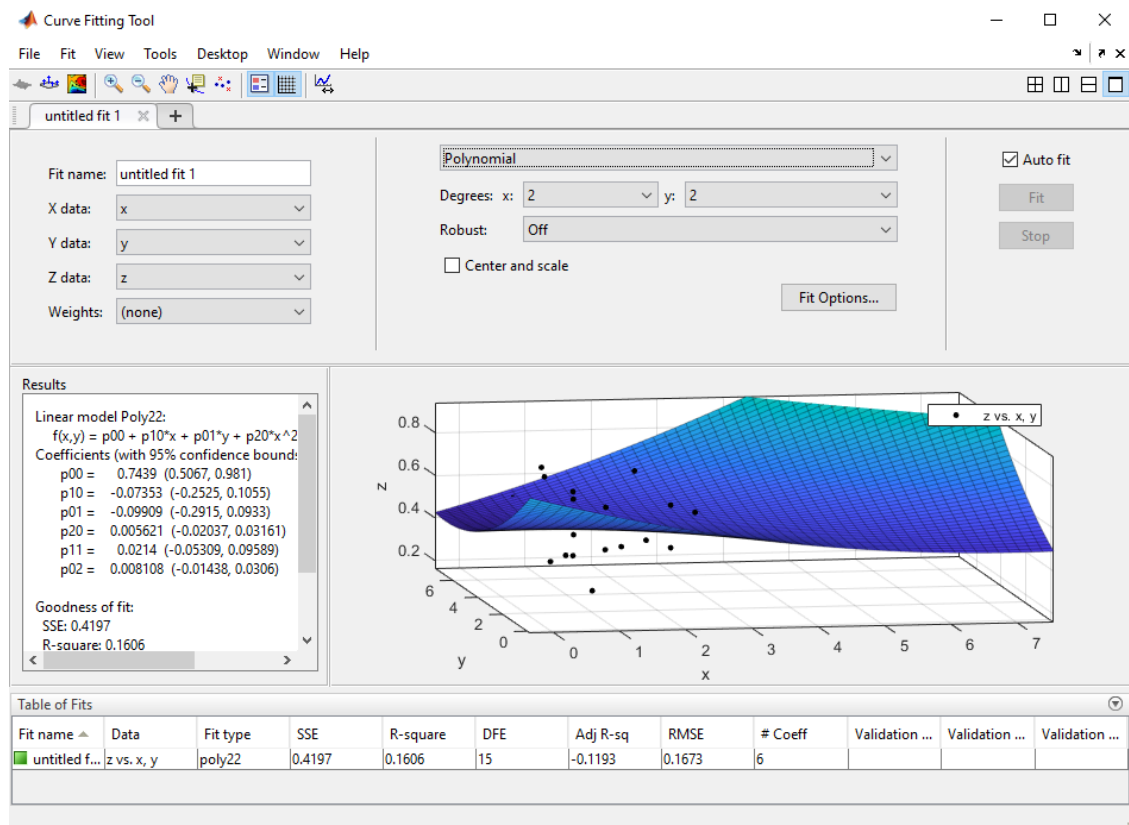 Curve Fitting Tool
File Fit View Tools Desktop Window Help
untitled fit 1
Fit name: untitled fit 1
X data: x
Y data: y
Z data: z
Weights: (none)
Polynomial
Degrees: x: 2 y: 2
Robust: Off
Center and scale
Fit Options...
Auto fit
Fit
Stop
Results
Linear model Poly22:
f(x,y) = p00 + p10*x + p01*y + p20*x^2
Coefficients (with 95% confidence bounds
p00 = 0.7439 (0.5067, 0.981)
p10 = -0.07353 (-0.2525, 0.1055)
p01 = -0.09909 (-0.2915, 0.0933)
p20 = 0.005621 (-0.02037, 0.03161)
p11 = 0.0214 (-0.05309, 0.09589)
p02 = 0.008108 (-0.01438, 0.0306)
Goodness of fit:
SSE: 0.4197
R-square: 0.1606
z vs. x, y
0.8
0.6
0.4
0.2
z
6
4
2
0
y
0 1 2 3 4 5 6 7
x
Table of Fits
Fit name Data Fit type SSE R-square DFE Adj R-sq RMSE # Coeff Validation ... Validation ... Validation ...
untitled f... z vs. x, y poly22 0.4197 0.1606 15 -0.1193 0.1673 6